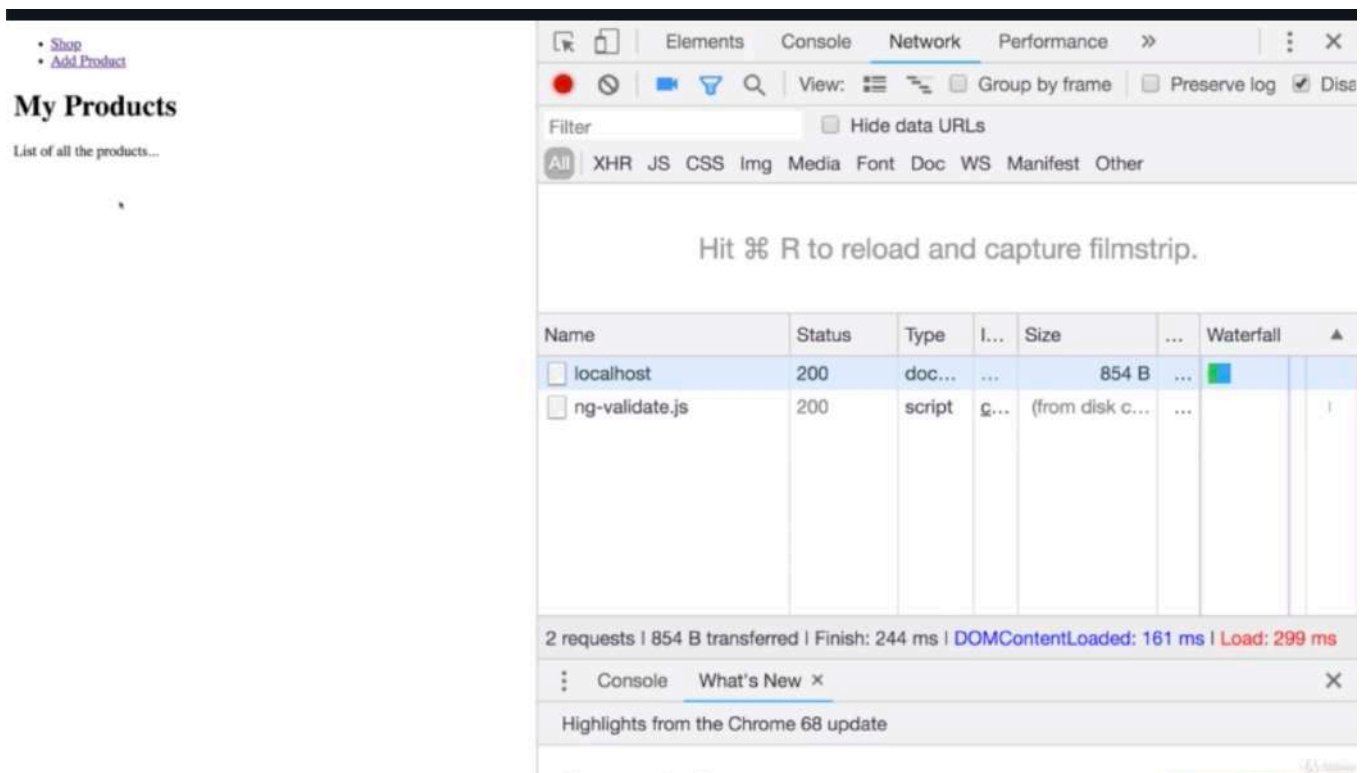 Shop
Add Product
My Products
List of all the products...
Elements Console Network Performance »
View: Group by frame Preserve log Disa
Filter Hide data URLs
All XHR JS CSS Img Media Font Doc WS Manifest Other
Hit ⌘ R to reload and capture filmstrip.
Name Status Type I... Size ... Waterfall
localhost 200 doc... ... 854 B ...
ng-validate.js 200 script c... (from disk c... ...
2 requests | 854 B transferred | Finish: 244 ms | DOMContentLoaded: 161 ms | Load: 299 ms
Console What's New ×
Highlights from the Chrome 68 update